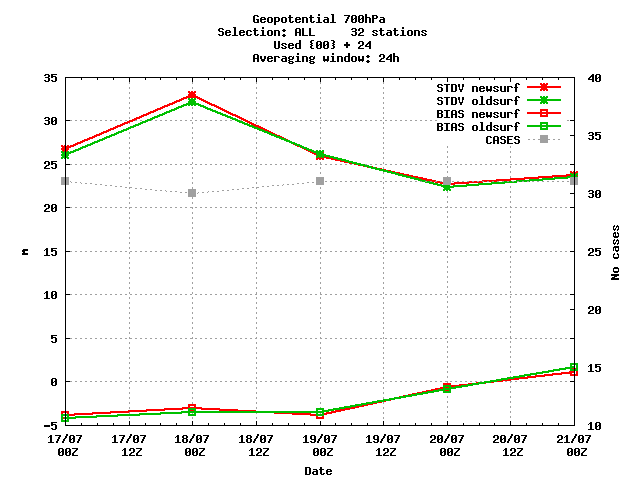 Geopotential 700hPa
Selection: ALL 32 stations
Used {00} + 24
Averaging window: 24h
STDV newsurf
STDV oldsurf
BIAS newsurf
BIAS oldsurf
CASES
35
30
25
20
15
10
5
0
-5
m
40
35
30
25
20
15
10
No cases
17/07 17/07 18/07 18/07 19/07 19/07 20/07 20/07 21/07
00Z 12Z 00Z 12Z 00Z 12Z 00Z 12Z 00Z
Date